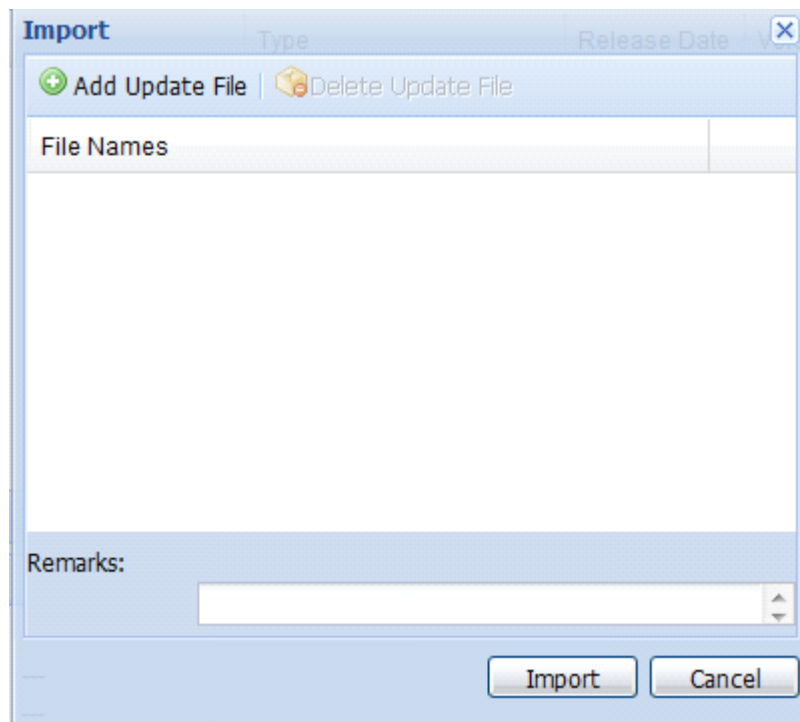 Import
Type Release Date
Add Update File Delete Update File
File Names
Remarks:
Import Cancel